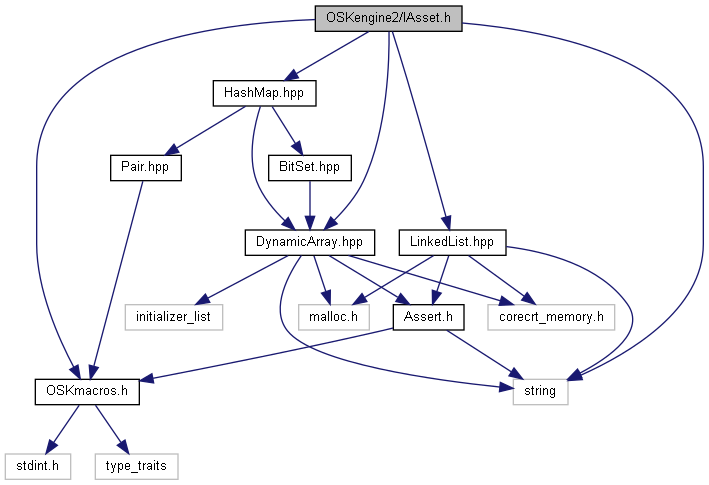 OSKengine2/IAsset.h
HashMap.hpp
Pair.hpp
BitSet.hpp
DynamicArray.hpp
LinkedList.hpp
initializer_list
malloc.h
Assert.h
corecrt_memory.h
OSKmacros.h
string
stdint.h
type_traits